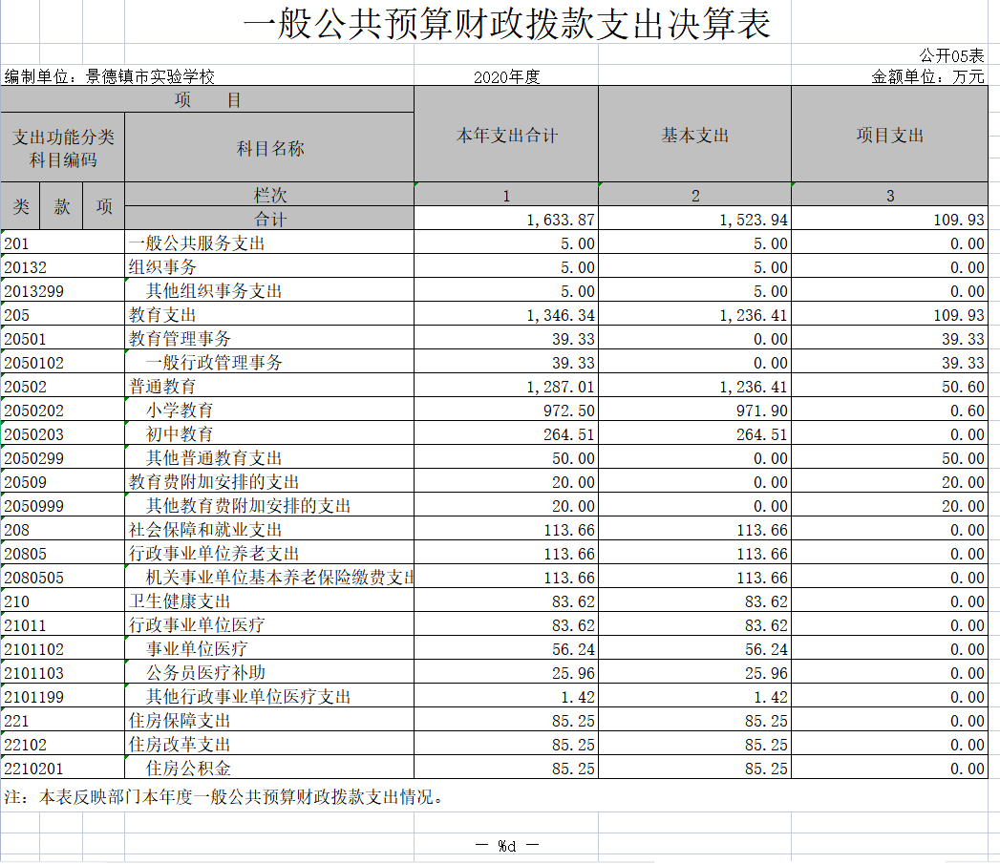 一般公共预算财政拨款支出决算表
公开05表
编制单位：景德镇市实验学校 2020年度 金额单位：万元
项 目 本年支出合计 基本支出 项目支出
支出功能分类科目编码 科目名称
类 款 项 栏次 1 2 3
合计 1,633.87 1,523.94 109.93
201 一般公共服务支出 5.00 5.00 0.00
20132 组织事务 5.00 5.00 0.00
2013299 其他组织事务支出 5.00 5.00 0.00
205 教育支出 1,346.34 1,236.41 109.93
20501 教育管理事务 39.33 0.00 39.33
2050102 一般行政管理事务 39.33 0.00 39.33
20502 普通教育 1,287.01 1,236.41 50.60
2050202 小学教育 972.50 971.90 0.60
2050203 初中教育 264.51 264.51 0.00
2050299 其他普通教育支出 50.00 0.00 50.00
20509 教育费附加安排的支出 20.00 0.00 20.00
2050999 其他教育费附加安排的支出 20.00 0.00 20.00
208 社会保障和就业支出 113.66 113.66 0.00
20805 行政事业单位养老支出 113.66 113.66 0.00
2080505 机关事业单位基本养老保险缴费支出 113.66 113.66 0.00
210 卫生健康支出 83.62 83.62 0.00
21011 行政事业单位医疗 83.62 83.62 0.00
2101102 事业单位医疗 56.24 56.24 0.00
2101103 公务员医疗补助 25.96 25.96 0.00
2101199 其他行政事业单位医疗支出 1.42 1.42 0.00
221 住房保障支出 85.25 85.25 0.00
22102 住房改革支出 85.25 85.25 0.00
2210201 住房公积金 85.25 85.25 0.00
注：本表反映部门本年度一般公共预算财政拨款支出情况。
— %d —